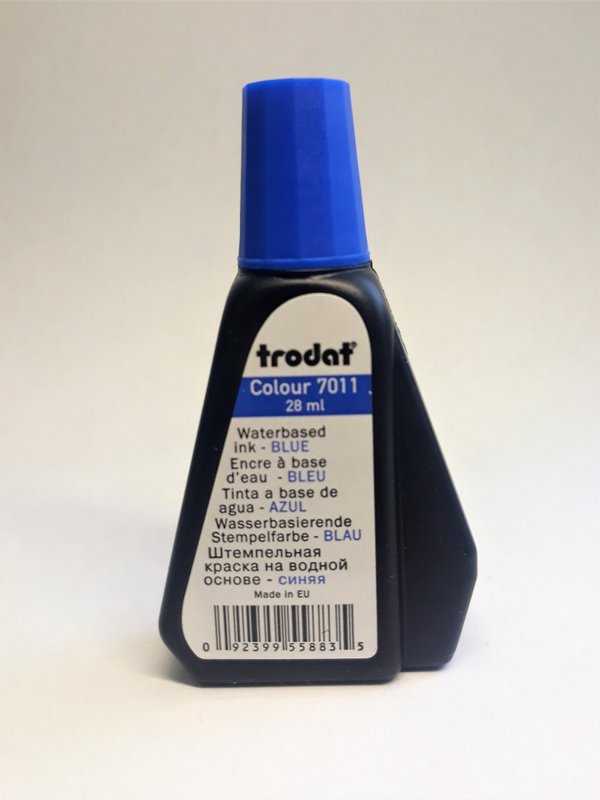 trodat®
Colour 7011
28 ml
Waterbased
ink - BLUE
Encre à base
d'eau - BLEU
Tinta a base de
agua - AZUL
Wasserbasierende
Stempelfarbe - BLAU
Штемпельная
краска на водной
основе - синяя
Made in EU
0 92399 55883 5